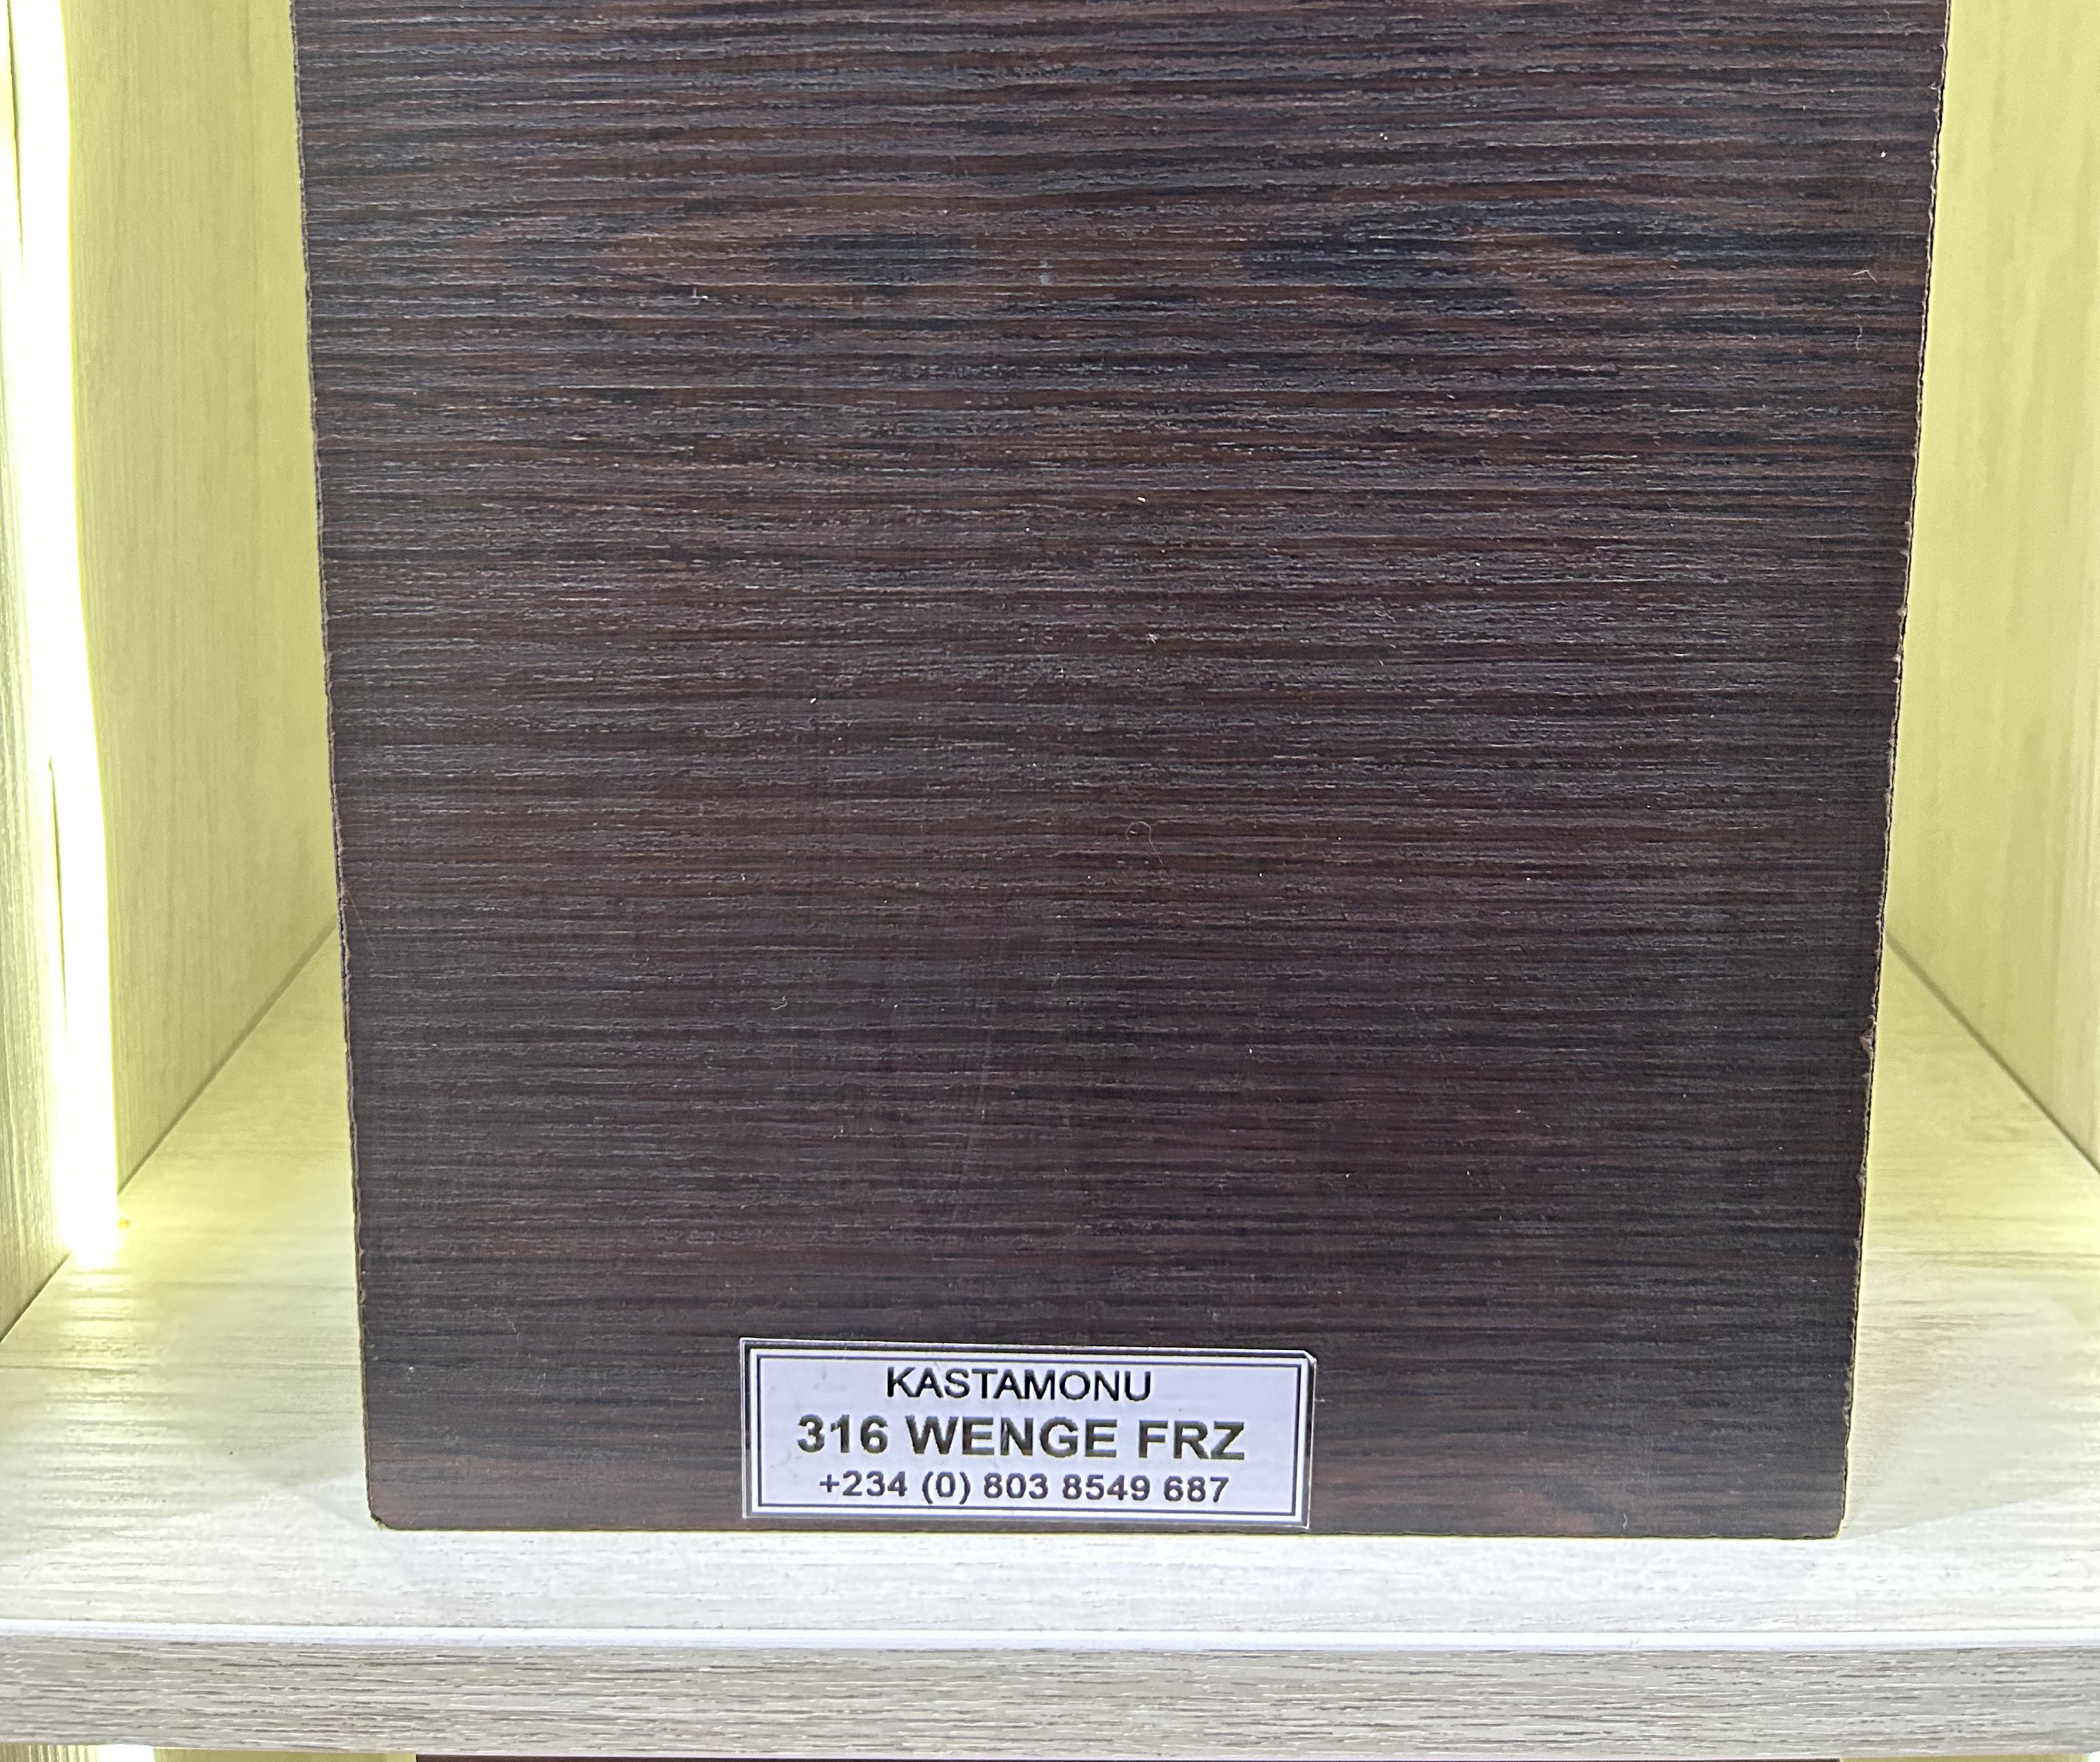 KASTAMONU
316 WENGE FRZ
+234 (0) 803 8549 687